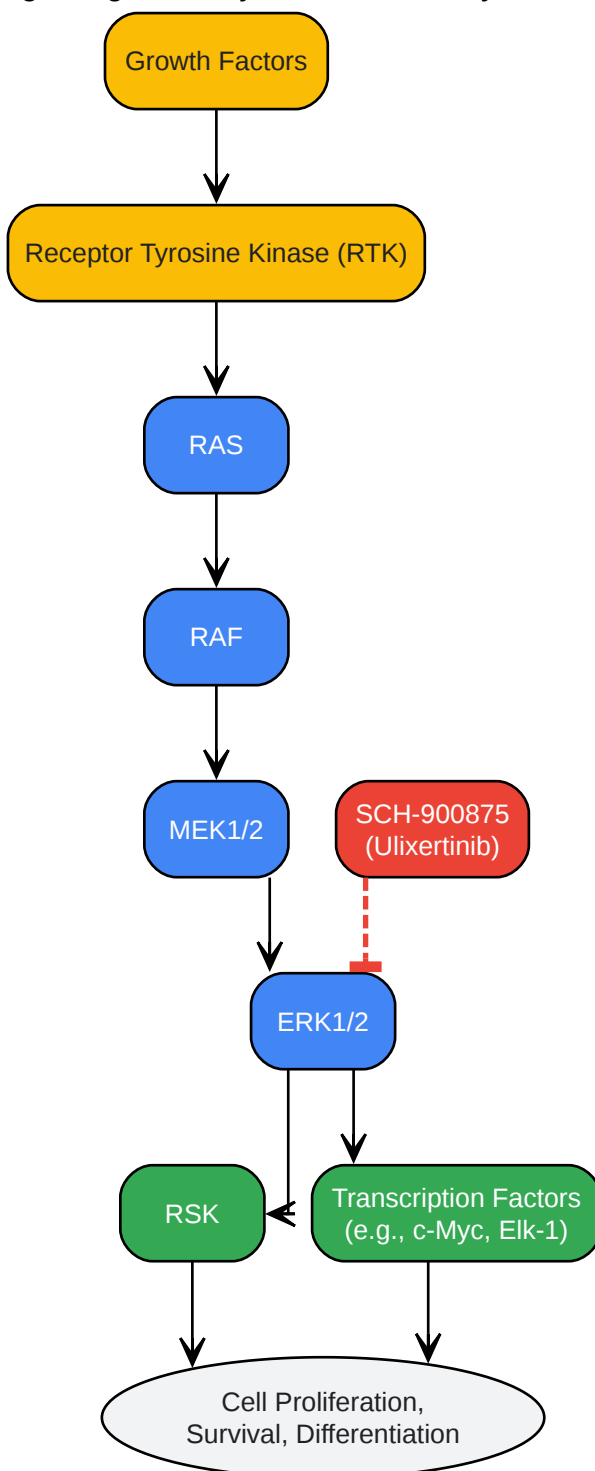 Growth Factors
Receptor Tyrosine Kinase (RTK)
RAS
RAF
MEK1/2
SCH-900875
(Ulixertinib)
ERK1/2
RSK
Transcription Factors
(e.g., c-Myc, Elk-1)
Cell Proliferation,
Survival, Differentiation